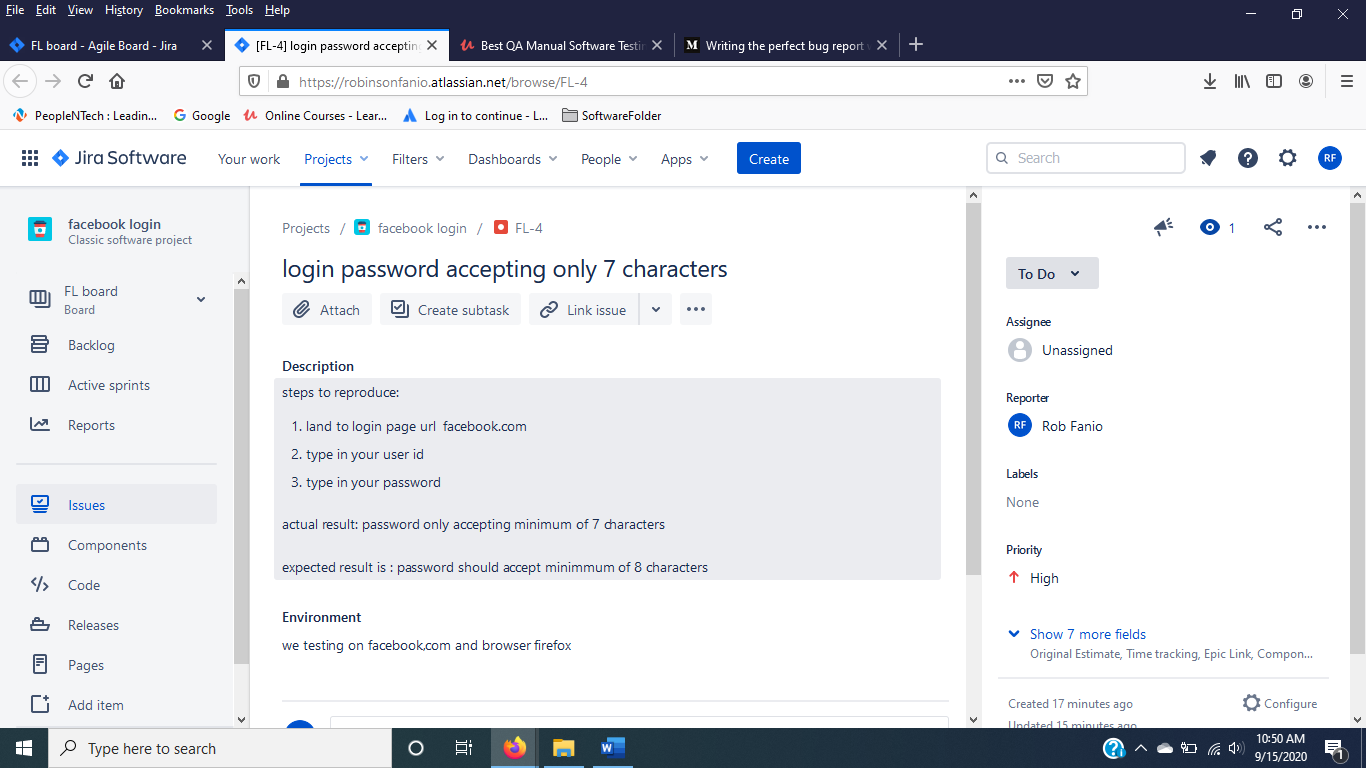 File Edit View History Bookmarks Tools Help
FL board - Agile Board - Jira
[FL-4] login password accepting
Best QA Manual Software Testin
Writing the perfect bug report
https://robinsonfanio.atlassian.net/browse/FL-4
PeopleNTech : Leadin... Google Online Courses - Lear... Log in to continue - L... SoftwareFolder
Jira Software Your work Projects Filters Dashboards People Apps Create Search RF
facebook login
Classic software project
FL board
Board
Backlog
Active sprints
Reports
Issues
Components
Code
Releases
Pages
Add item
Projects / facebook login / FL-4
login password accepting only 7 characters
Attach Create subtask Link issue
Description
steps to reproduce:
1. land to login page url facebook.com
2. type in your user id
3. type in your password
actual result: password only accepting minimum of 7 characters
expected result is : password should accept minimmum of 8 characters
Environment
we testing on facebook,com and browser firefox
1
To Do
Assignee
Unassigned
Reporter
RF Rob Fanio
Labels
None
Priority
High
Show 7 more fields
Original Estimate, Time tracking, Epic Link, Compon...
Created 17 minutes ago Configure
Updated 15 minutes ago
Type here to search
10:50 AM
9/15/2020
1